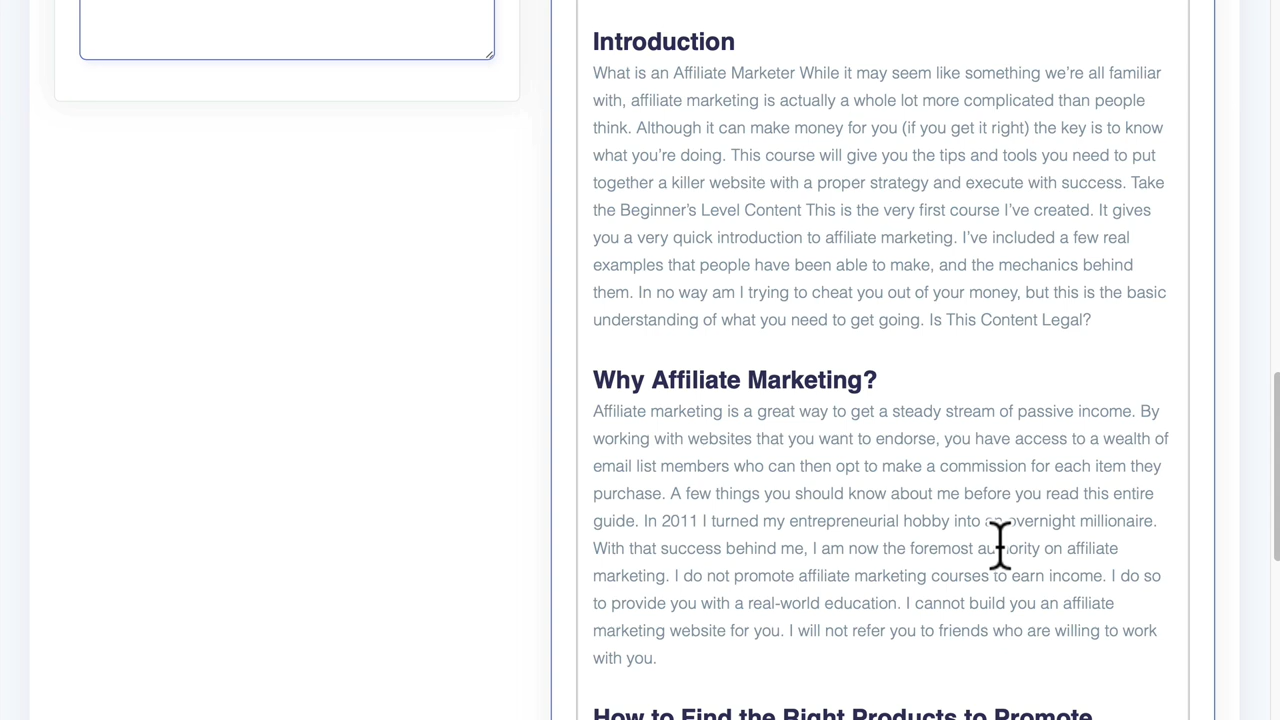 Introduction
What is an Affiliate Marketer While it may seem like something we're all familiar
with, affiliate marketing is actually a whole lot more complicated than people
think. Although it can make money for you (if you get it right) the key is to know
what you're doing. This course will give you the tips and tools you need to put
together a killer website with a proper strategy and execute with success. Take
the Beginner's Level Content This is the very first course I've created. It gives
you a very quick introduction to affiliate marketing. I've included a few real
examples that people have been able to make, and the mechanics behind
them. In no way am I trying to cheat you out of your money, but this is the basic
understanding of what you need to get going. Is This Content Legal?
Why Affiliate Marketing?
Affiliate marketing is a great way to get a steady stream of passive income. By
working with websites that you want to endorse, you have access to a wealth of
email list members who can then opt to make a commission for each item they
purchase. A few things you should know about me before you read this entire
guide. In 2011 I turned my entrepreneurial hobby into an overnight millionaire.
With that success behind me, I am now the foremost authority on affiliate
marketing. I do not promote affiliate marketing courses to earn income. I do so
to provide you with a real-world education. I cannot build you an affiliate
marketing website for you. I will not refer you to friends who are willing to work
with you.
How to Find the Right Products to Promote